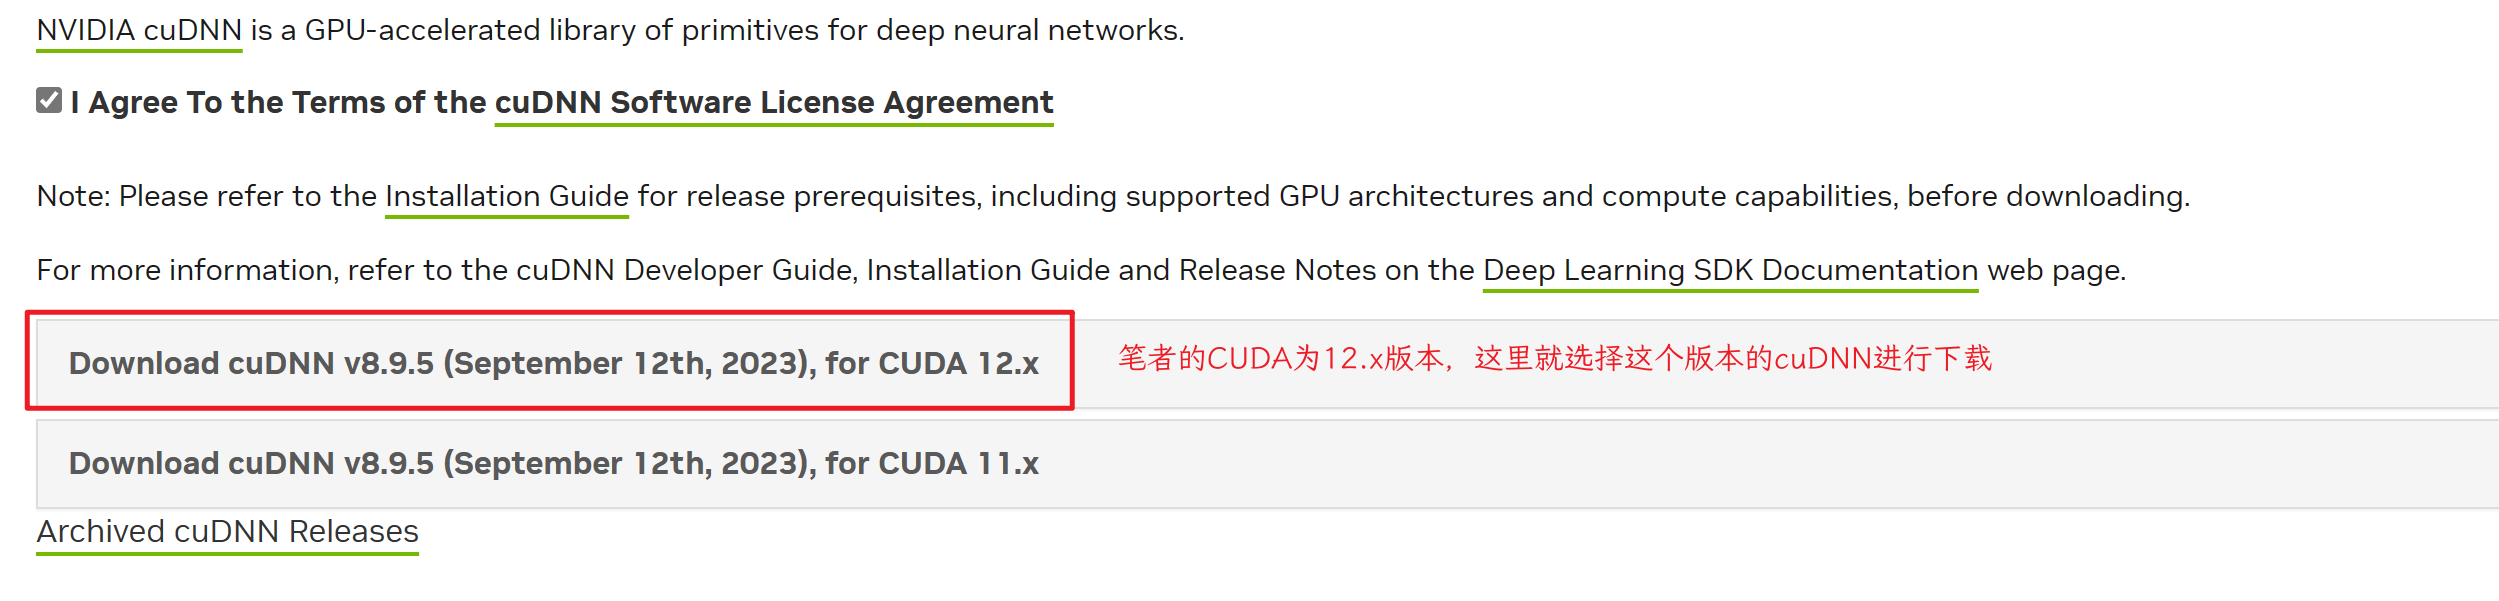 NVIDIA cuDNN is a GPU-accelerated library of primitives for deep neural networks.
I Agree To the Terms of the cuDNN Software License Agreement
Note: Please refer to the Installation Guide for release prerequisites, including supported GPU architectures and compute capabilities, before downloading.
For more information, refer to the cuDNN Developer Guide, Installation Guide and Release Notes on the Deep Learning SDK Documentation web page.
Download cuDNN v8.9.5 (September 12th, 2023), for CUDA 12.x
笔者的CUDA为12.x版本，这里就选择这个版本的cuDNN进行下载
Download cuDNN v8.9.5 (September 12th, 2023), for CUDA 11.x
Archived cuDNN Releases